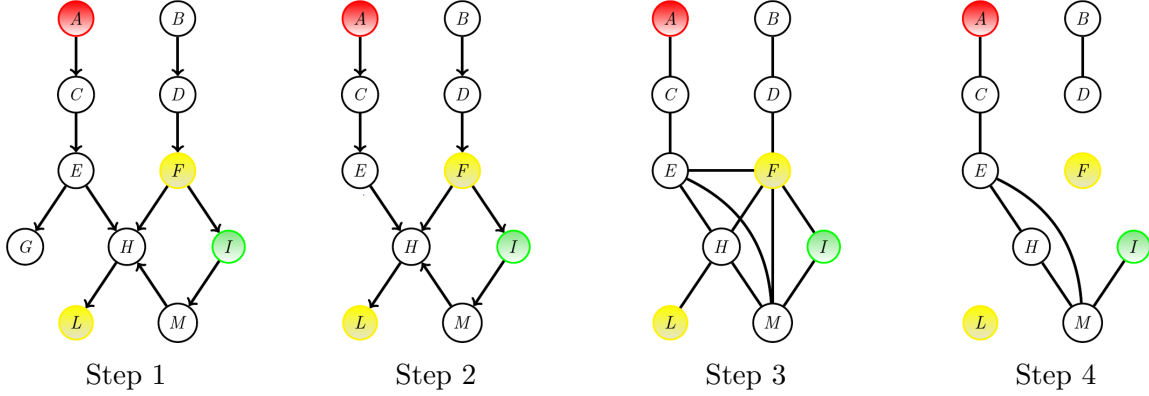 A B A B A B A B
C D C D C D C D
E F E F E F E F
G H I H I H I H I
L M L M L M L M
Step 1 Step 2 Step 3 Step 4